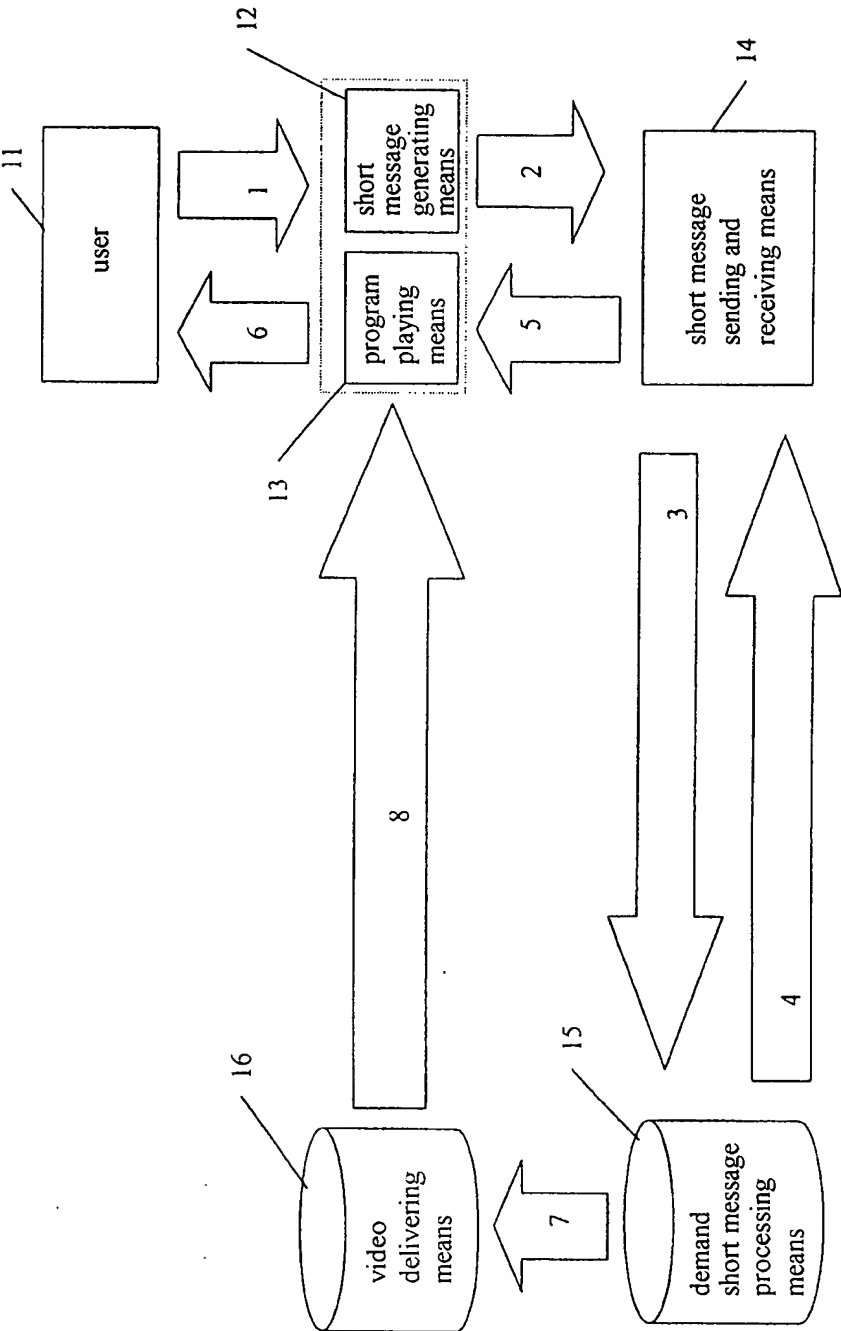 11
user
1
6
12
short
message
generating
means
13
program
playing
means
2
5
14
short message
sending and
receiving means
8
3
4
16
video
delivering
means
7
15
demand
short message
processing
means